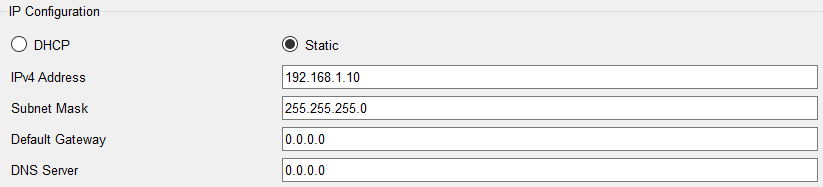 IP Configuration
DHCP Static
IPv4 Address 192.168.1.10
Subnet Mask 255.255.255.0
Default Gateway 0.0.0.0
DNS Server 0.0.0.0